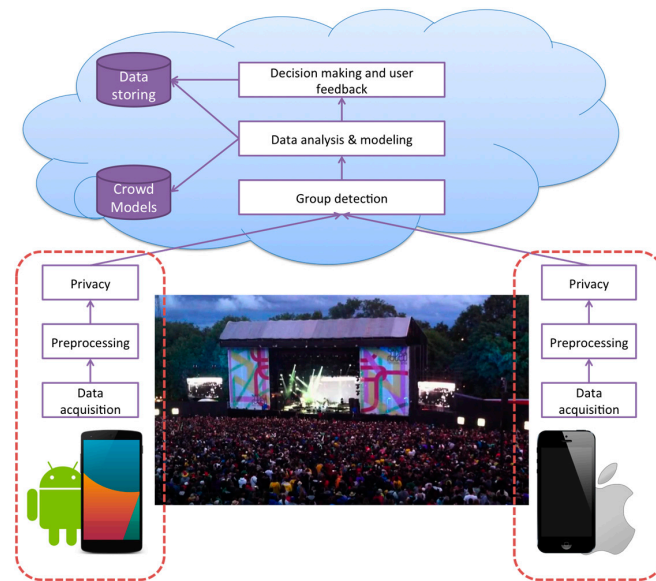 Data
storing
Decision making and user
feedback
Data analysis & modeling
Crowd
Models
Group detection
Privacy
Preprocessing
Data
acquisition
Privacy
Preprocessing
Data
acquisition